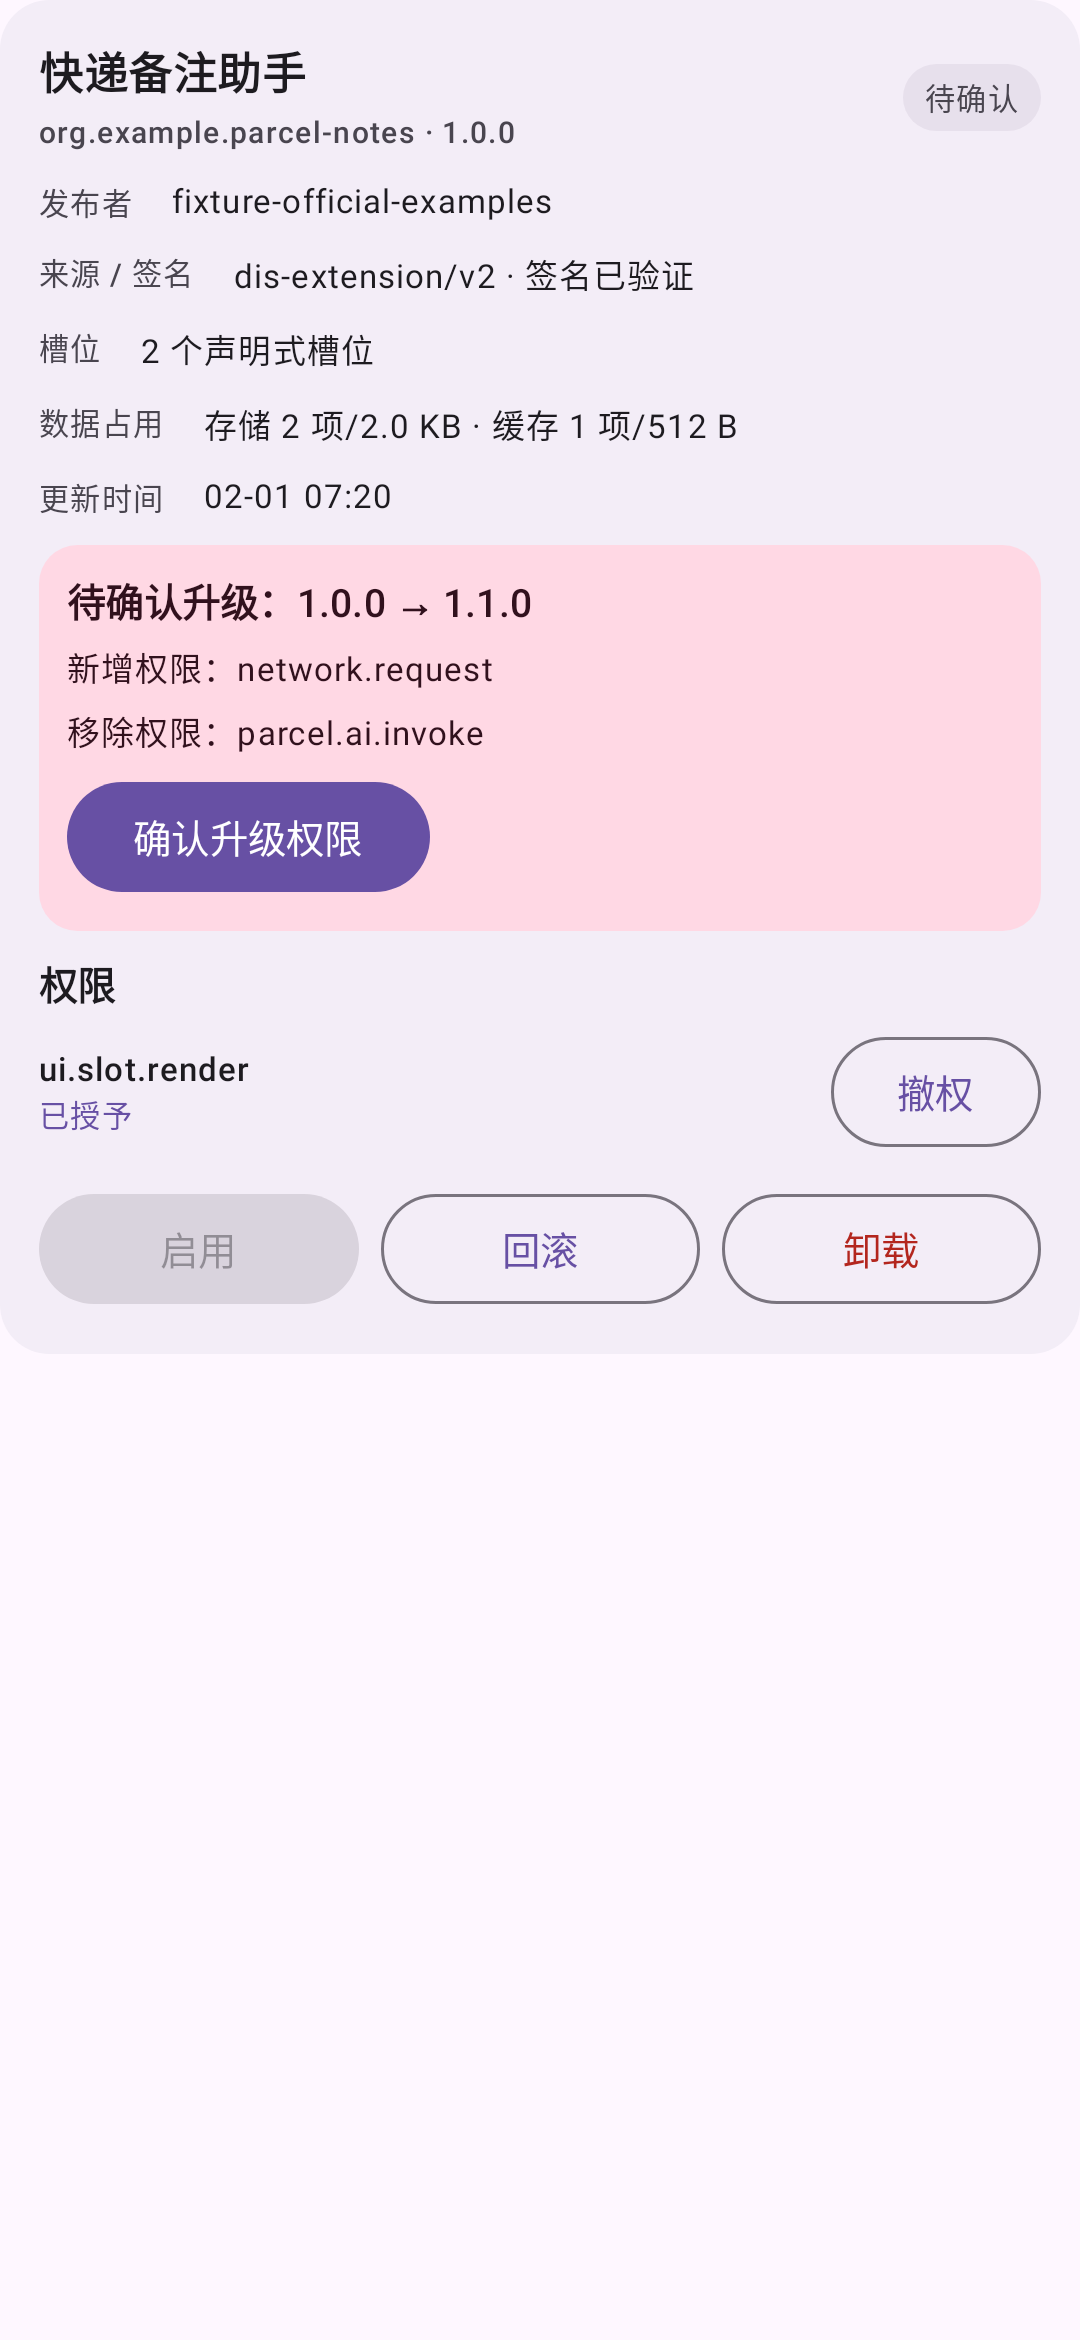 快递备注助手
待确认
org.example.parcel-notes · 1.0.0
发布者 fixture-official-examples
来源 / 签名 dis-extension/v2 · 签名已验证
槽位 2 个声明式槽位
数据占用 存储 2 项/2.0 KB · 缓存 1 项/512 B
更新时间 02-01 07:20
待确认升级：1.0.0 → 1.1.0
新增权限：network.request
移除权限：parcel.ai.invoke
确认升级权限
权限
ui.slot.render
已授予
撤权
启用 回滚 卸载